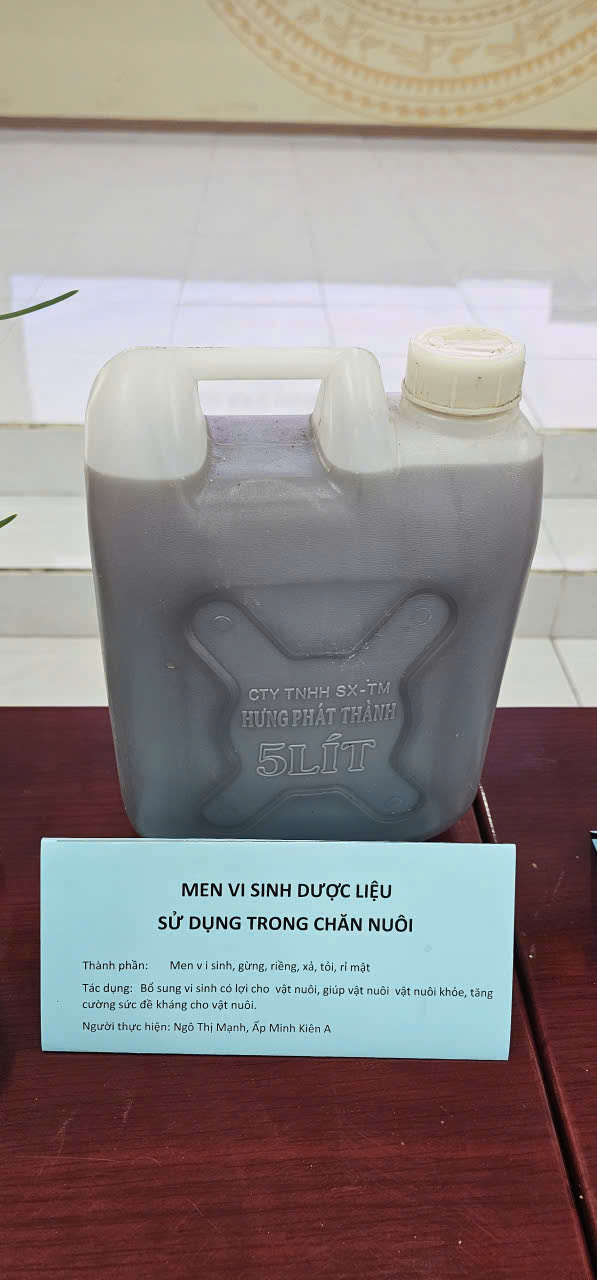 CTY TNHH SX-TM
HƯNG PHÁT THÀNH
5LÍT
MEN VI SINH DƯỢC LIỆU
SỬ DỤNG TRONG CHĂN NUÔI
Thành phần: Men v i sinh, gừng, riềng, xả, tỏi, rỉ mật
Tác dụng: Bổ sung vi sinh có lợi cho vật nuôi, giúp vật nuôi vật nuôi khỏe, tăng
cường sức đề kháng cho vật nuôi.
Người thực hiện: Ngô Thị Mạnh, Ấp Minh Kiên A